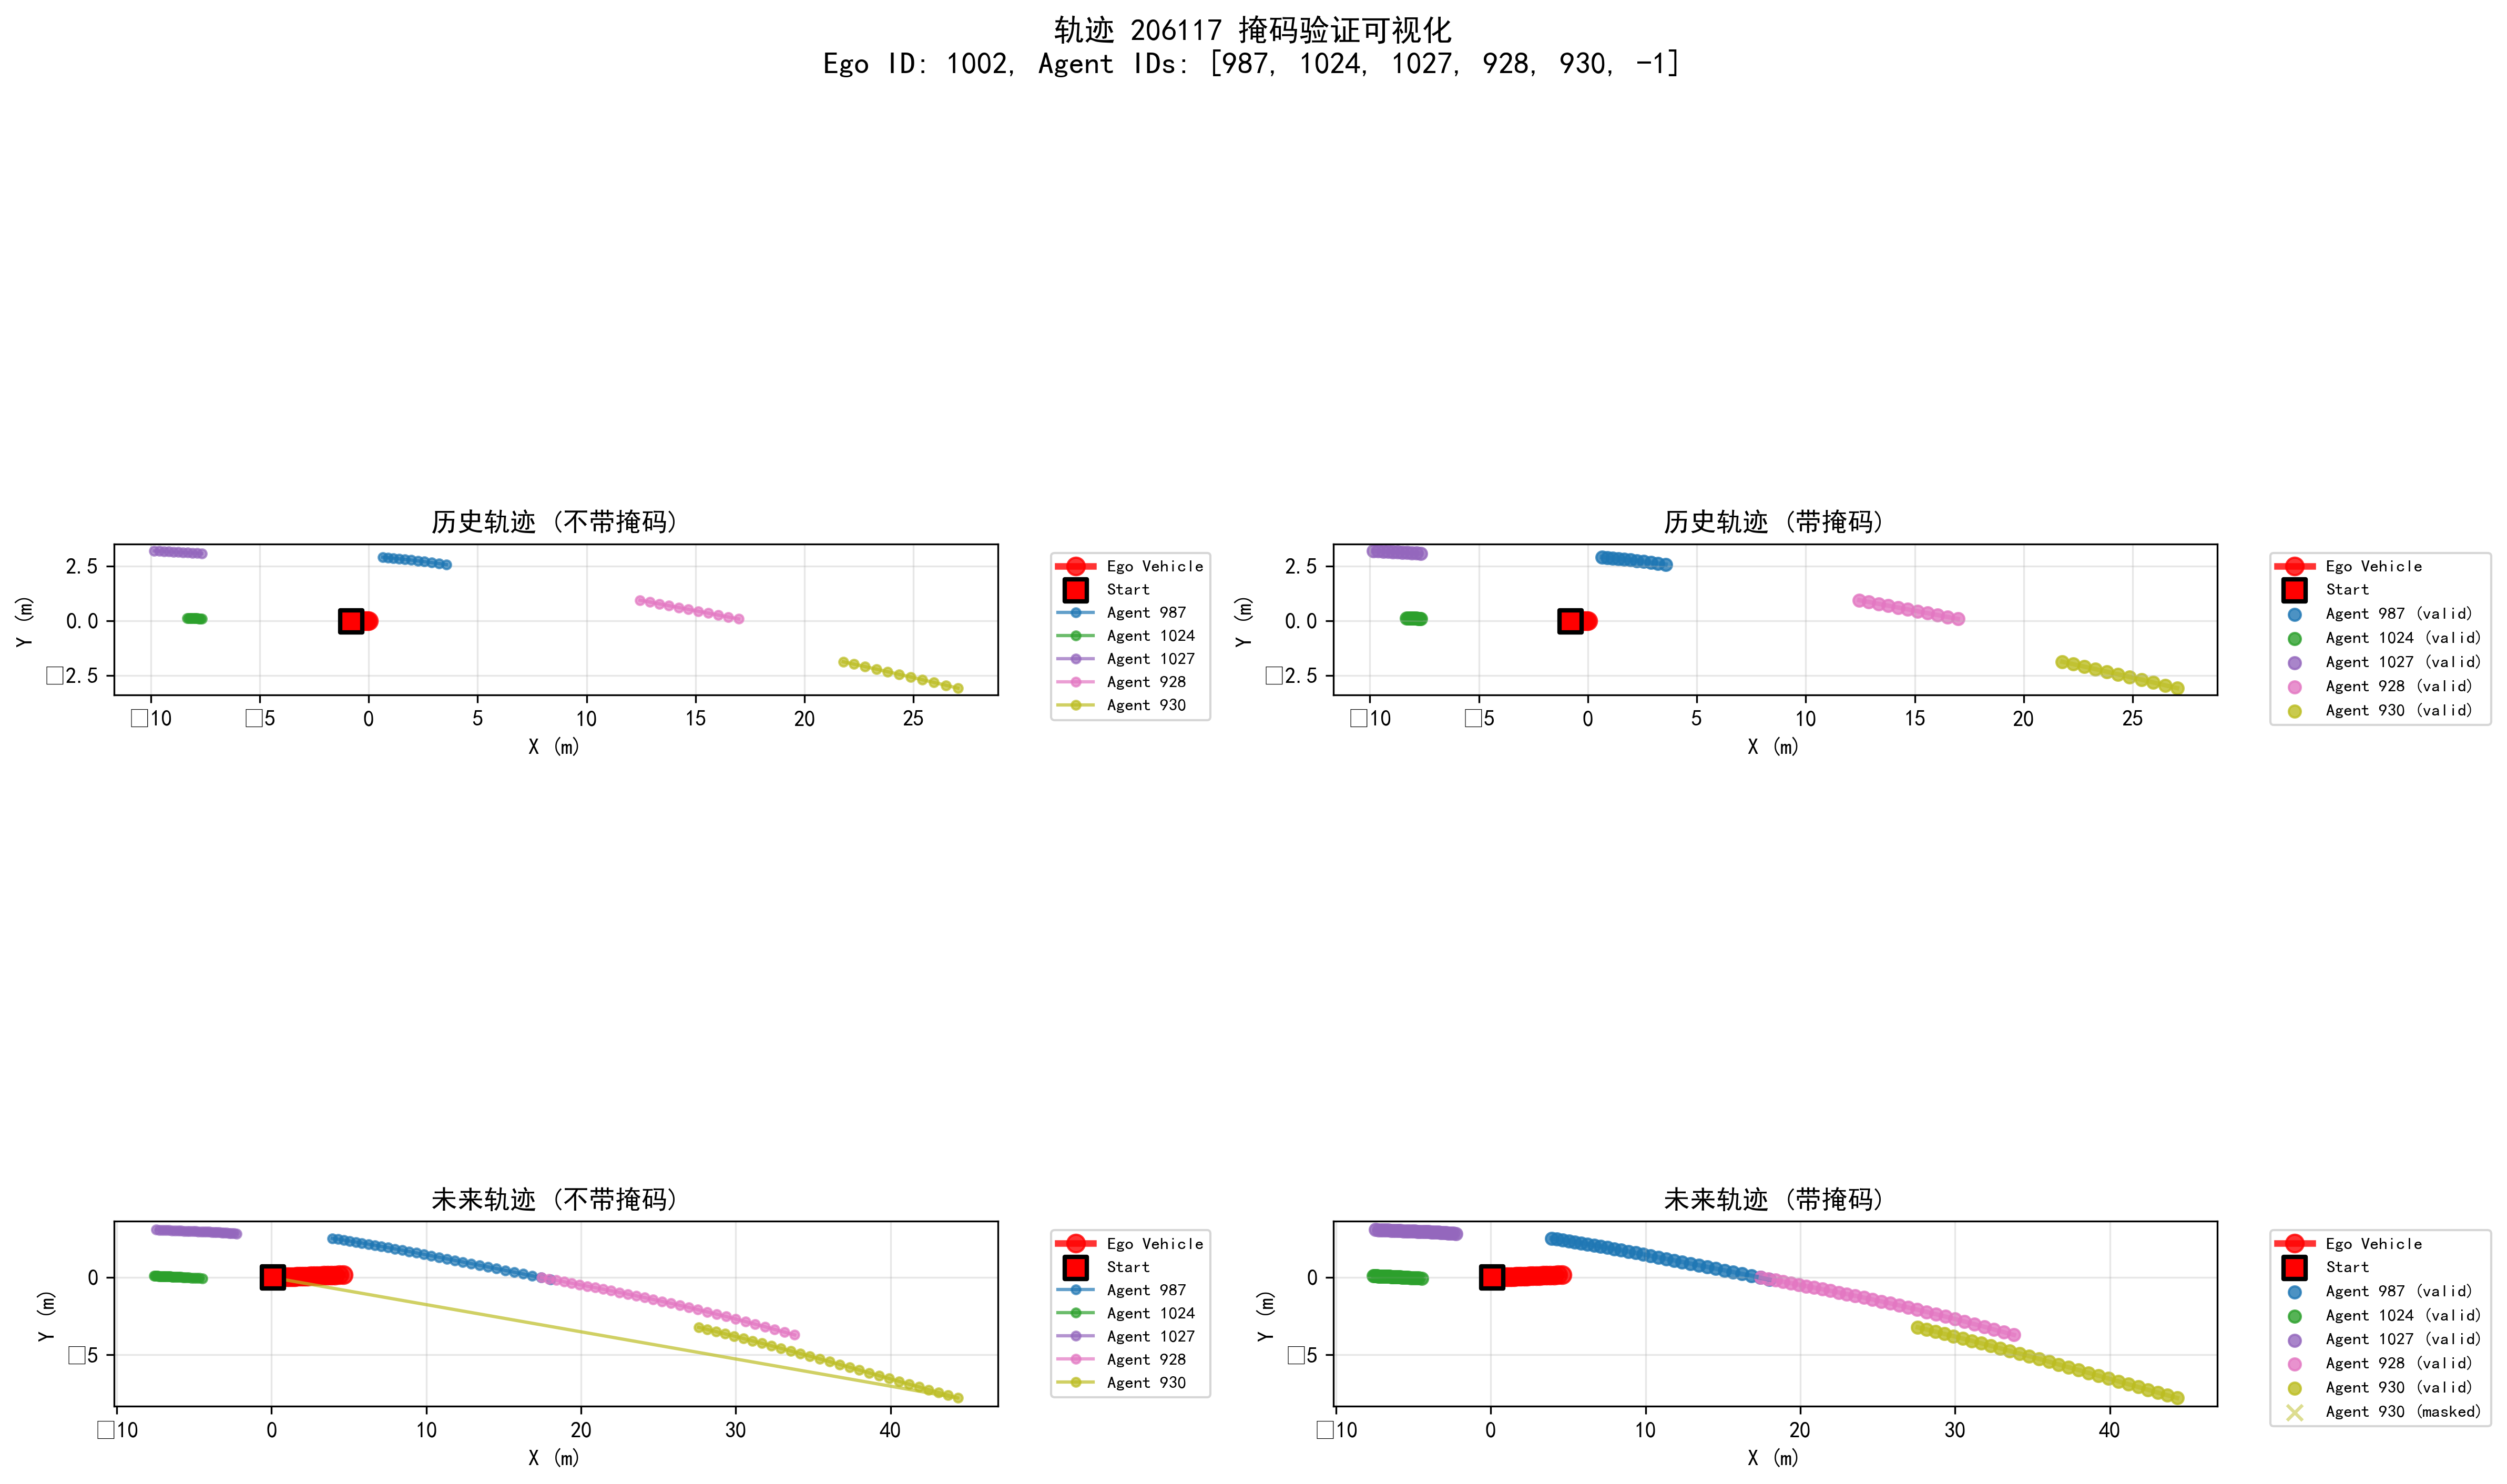 轨迹 206117 掩码验证可视化
Ego ID: 1002, Agent IDs: [987, 1024, 1027, 928, 930, -1]
历史轨迹 (不带掩码)
2.5
0.0
□2.5
Y (m)
□10 □5 0 5 10 15 20 25
X (m)
Ego Vehicle
Start
Agent 987
Agent 1024
Agent 1027
Agent 928
Agent 930
历史轨迹 (带掩码)
2.5
0.0
□2.5
Y (m)
□10 □5 0 5 10 15 20 25
X (m)
Ego Vehicle
Start
Agent 987 (valid)
Agent 1024 (valid)
Agent 1027 (valid)
Agent 928 (valid)
Agent 930 (valid)
未来轨迹 (不带掩码)
0
□5
Y (m)
□10 0 10 20 30 40
X (m)
Ego Vehicle
Start
Agent 987
Agent 1024
Agent 1027
Agent 928
Agent 930
未来轨迹 (带掩码)
0
□5
Y (m)
□10 0 10 20 30 40
X (m)
Ego Vehicle
Start
Agent 987 (valid)
Agent 1024 (valid)
Agent 1027 (valid)
Agent 928 (valid)
Agent 930 (valid)
Agent 930 (masked)